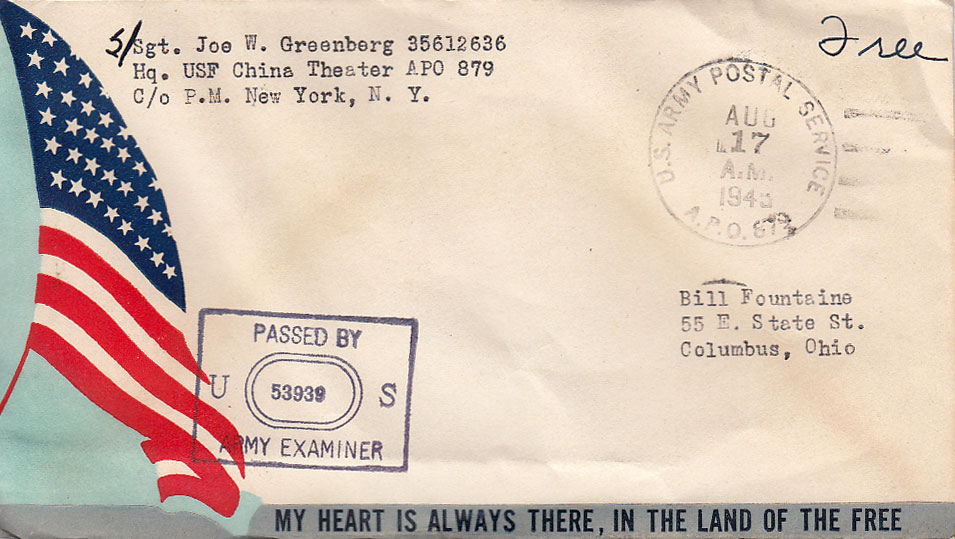 S/Sgt. Joe W. Greenberg 35612636
Hq. USF China Theater APO 879
C/o P.M. New York, N. Y.
Free
U.S. ARMY POSTAL SERVICE
AUG
17
A.M.
1945
A.P.O. 879
Bill Fountaine
55 E. State St.
Columbus, Ohio
PASSED BY
U 53939 S
ARMY EXAMINER
MY HEART IS ALWAYS THERE, IN THE LAND OF THE FREE